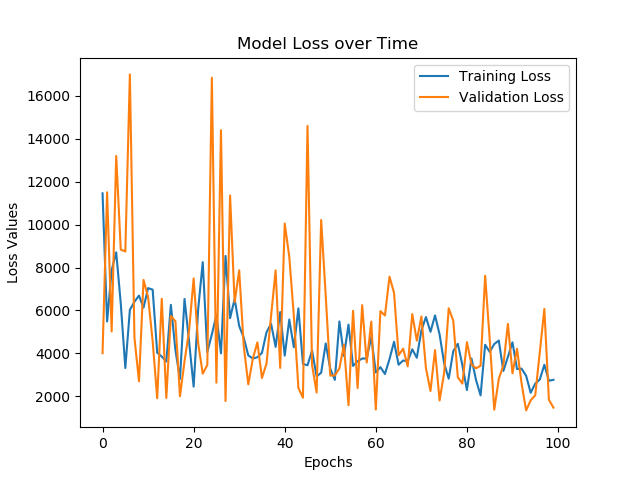 Model Loss over Time
Training Loss
Validation Loss
16000
14000
12000
10000
8000
6000
4000
2000
Loss Values
0 20 40 60 80 100
Epochs